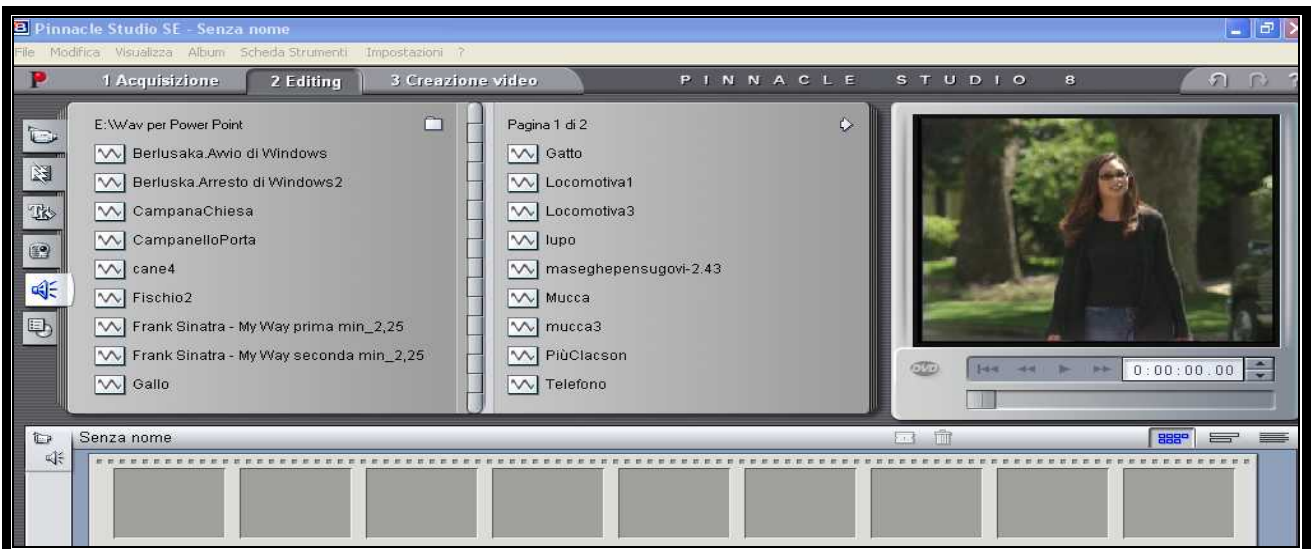 Pinnacle Studio SE - Senza nome
File Modifica Visualizza Album Scheda Strumenti Impostazioni ?
1 Acquisizione 2 Editing 3 Creazione video PINNACLE STUDIO 8 ?
E:\Wav per Power Point
Berlusaka.Avvio di Windows
Berluska.Arresto di Windows2
CampanaChiesa
CampanelloPorta
cane4
Fischio2
Frank Sinatra - My Way prima min_2,25
Frank Sinatra - My Way seconda min_2,25
Gallo
Pagina 1 di 2
Gatto
Locomotiva1
Locomotiva3
lupo
maseghepensugovi-2.43
Mucca
mucca3
PiùClacson
Telefono
DVD
0:00:00.00
Senza nome